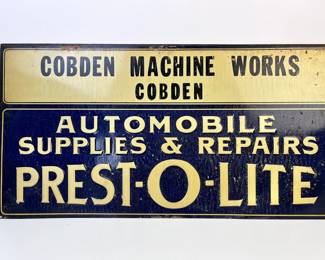 COBDEN MACHINE WORKS
COBDEN
AUTOMOBILE
SUPPLIES & REPAIRS
PREST-O-LITE